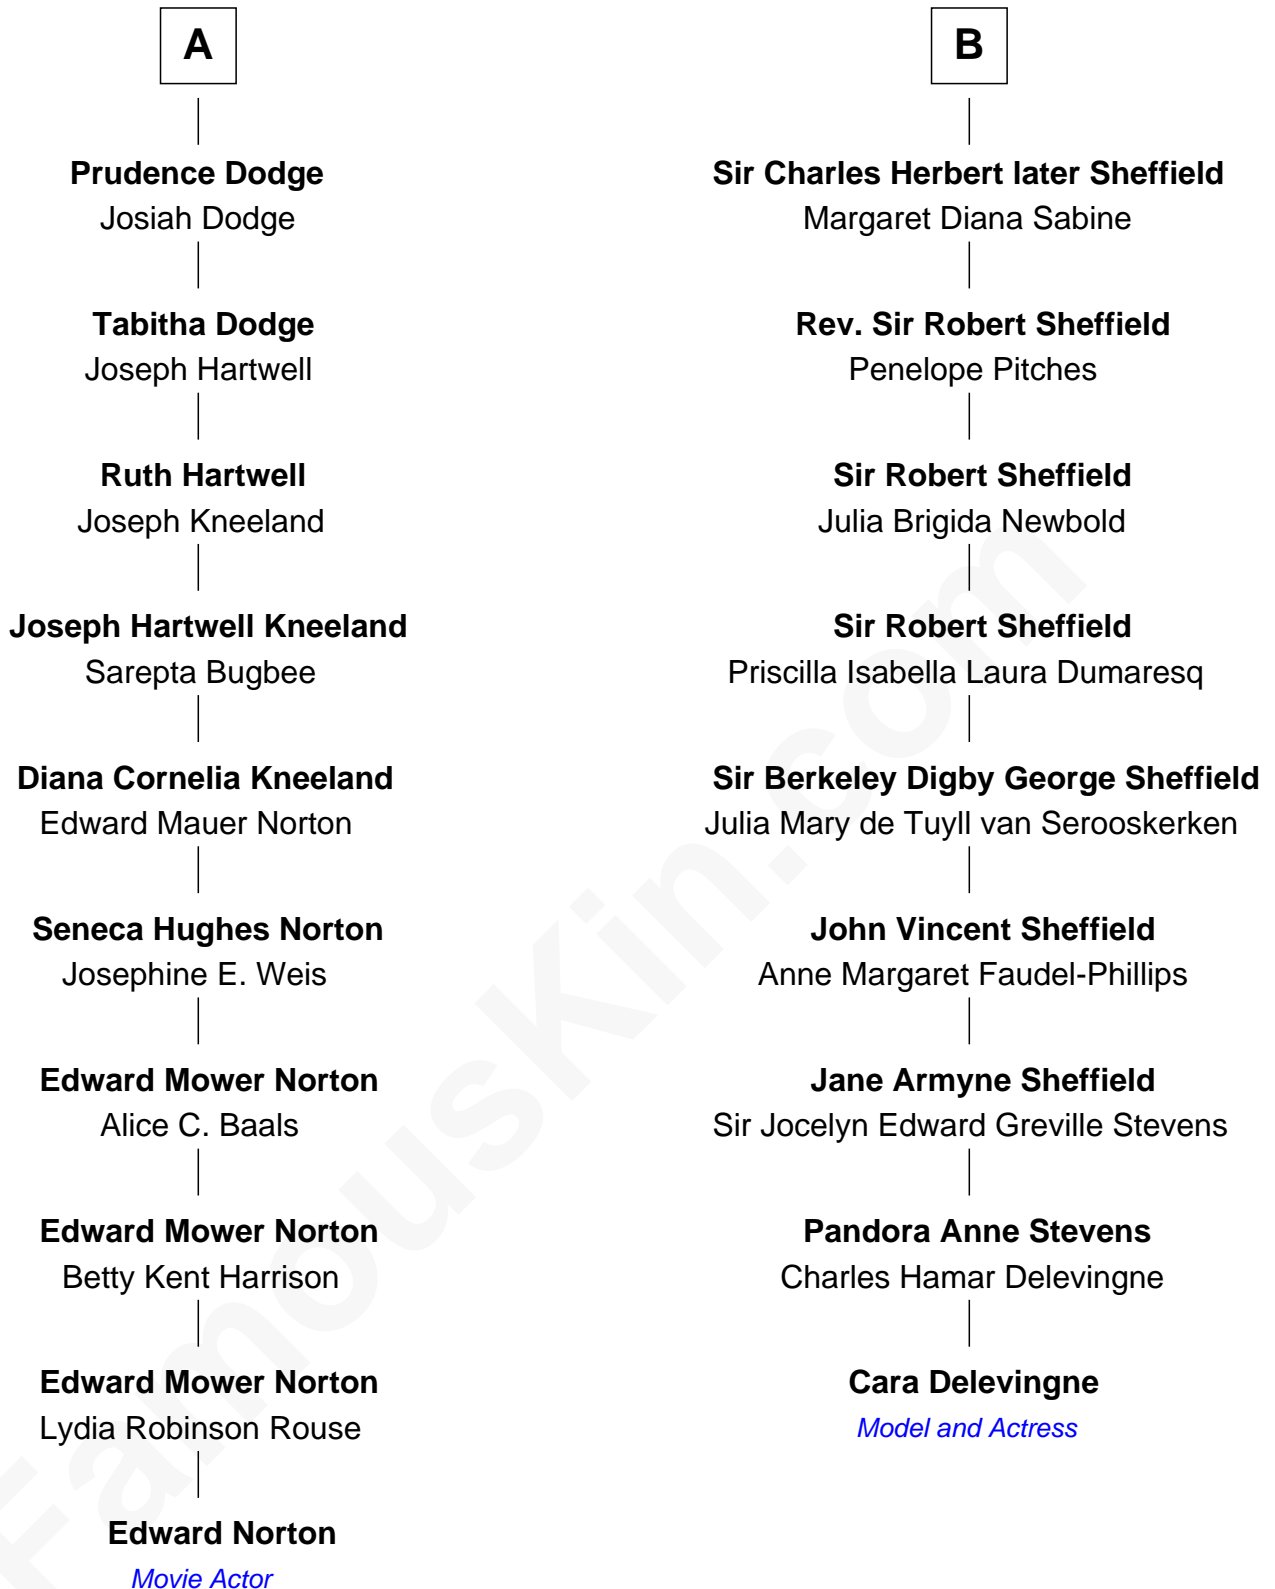 A
Prudence Dodge
Josiah Dodge
Tabitha Dodge
Joseph Hartwell
Ruth Hartwell
Joseph Kneeland
Joseph Hartwell Kneeland
Sarepta Bugbee
Diana Cornelia Kneeland
Edward Mauer Norton
Seneca Hughes Norton
Josephine E. Weis
Edward Mower Norton
Alice C. Baals
Edward Mower Norton
Betty Kent Harrison
Edward Mower Norton
Lydia Robinson Rouse
Edward Norton
Movie Actor
B
Sir Charles Herbert later Sheffield
Margaret Diana Sabine
Rev. Sir Robert Sheffield
Penelope Pitches
Sir Robert Sheffield
Julia Brigida Newbold
Sir Robert Sheffield
Priscilla Isabella Laura Dumaresq
Sir Berkeley Digby George Sheffield
Julia Mary de Tuyll van Serooskerken
John Vincent Sheffield
Anne Margaret Faudel-Phillips
Jane Armyne Sheffield
Sir Jocelyn Edward Greville Stevens
Pandora Anne Stevens
Charles Hamar Delevingne
Cara Delevingne
Model and Actress
FamousKin.com